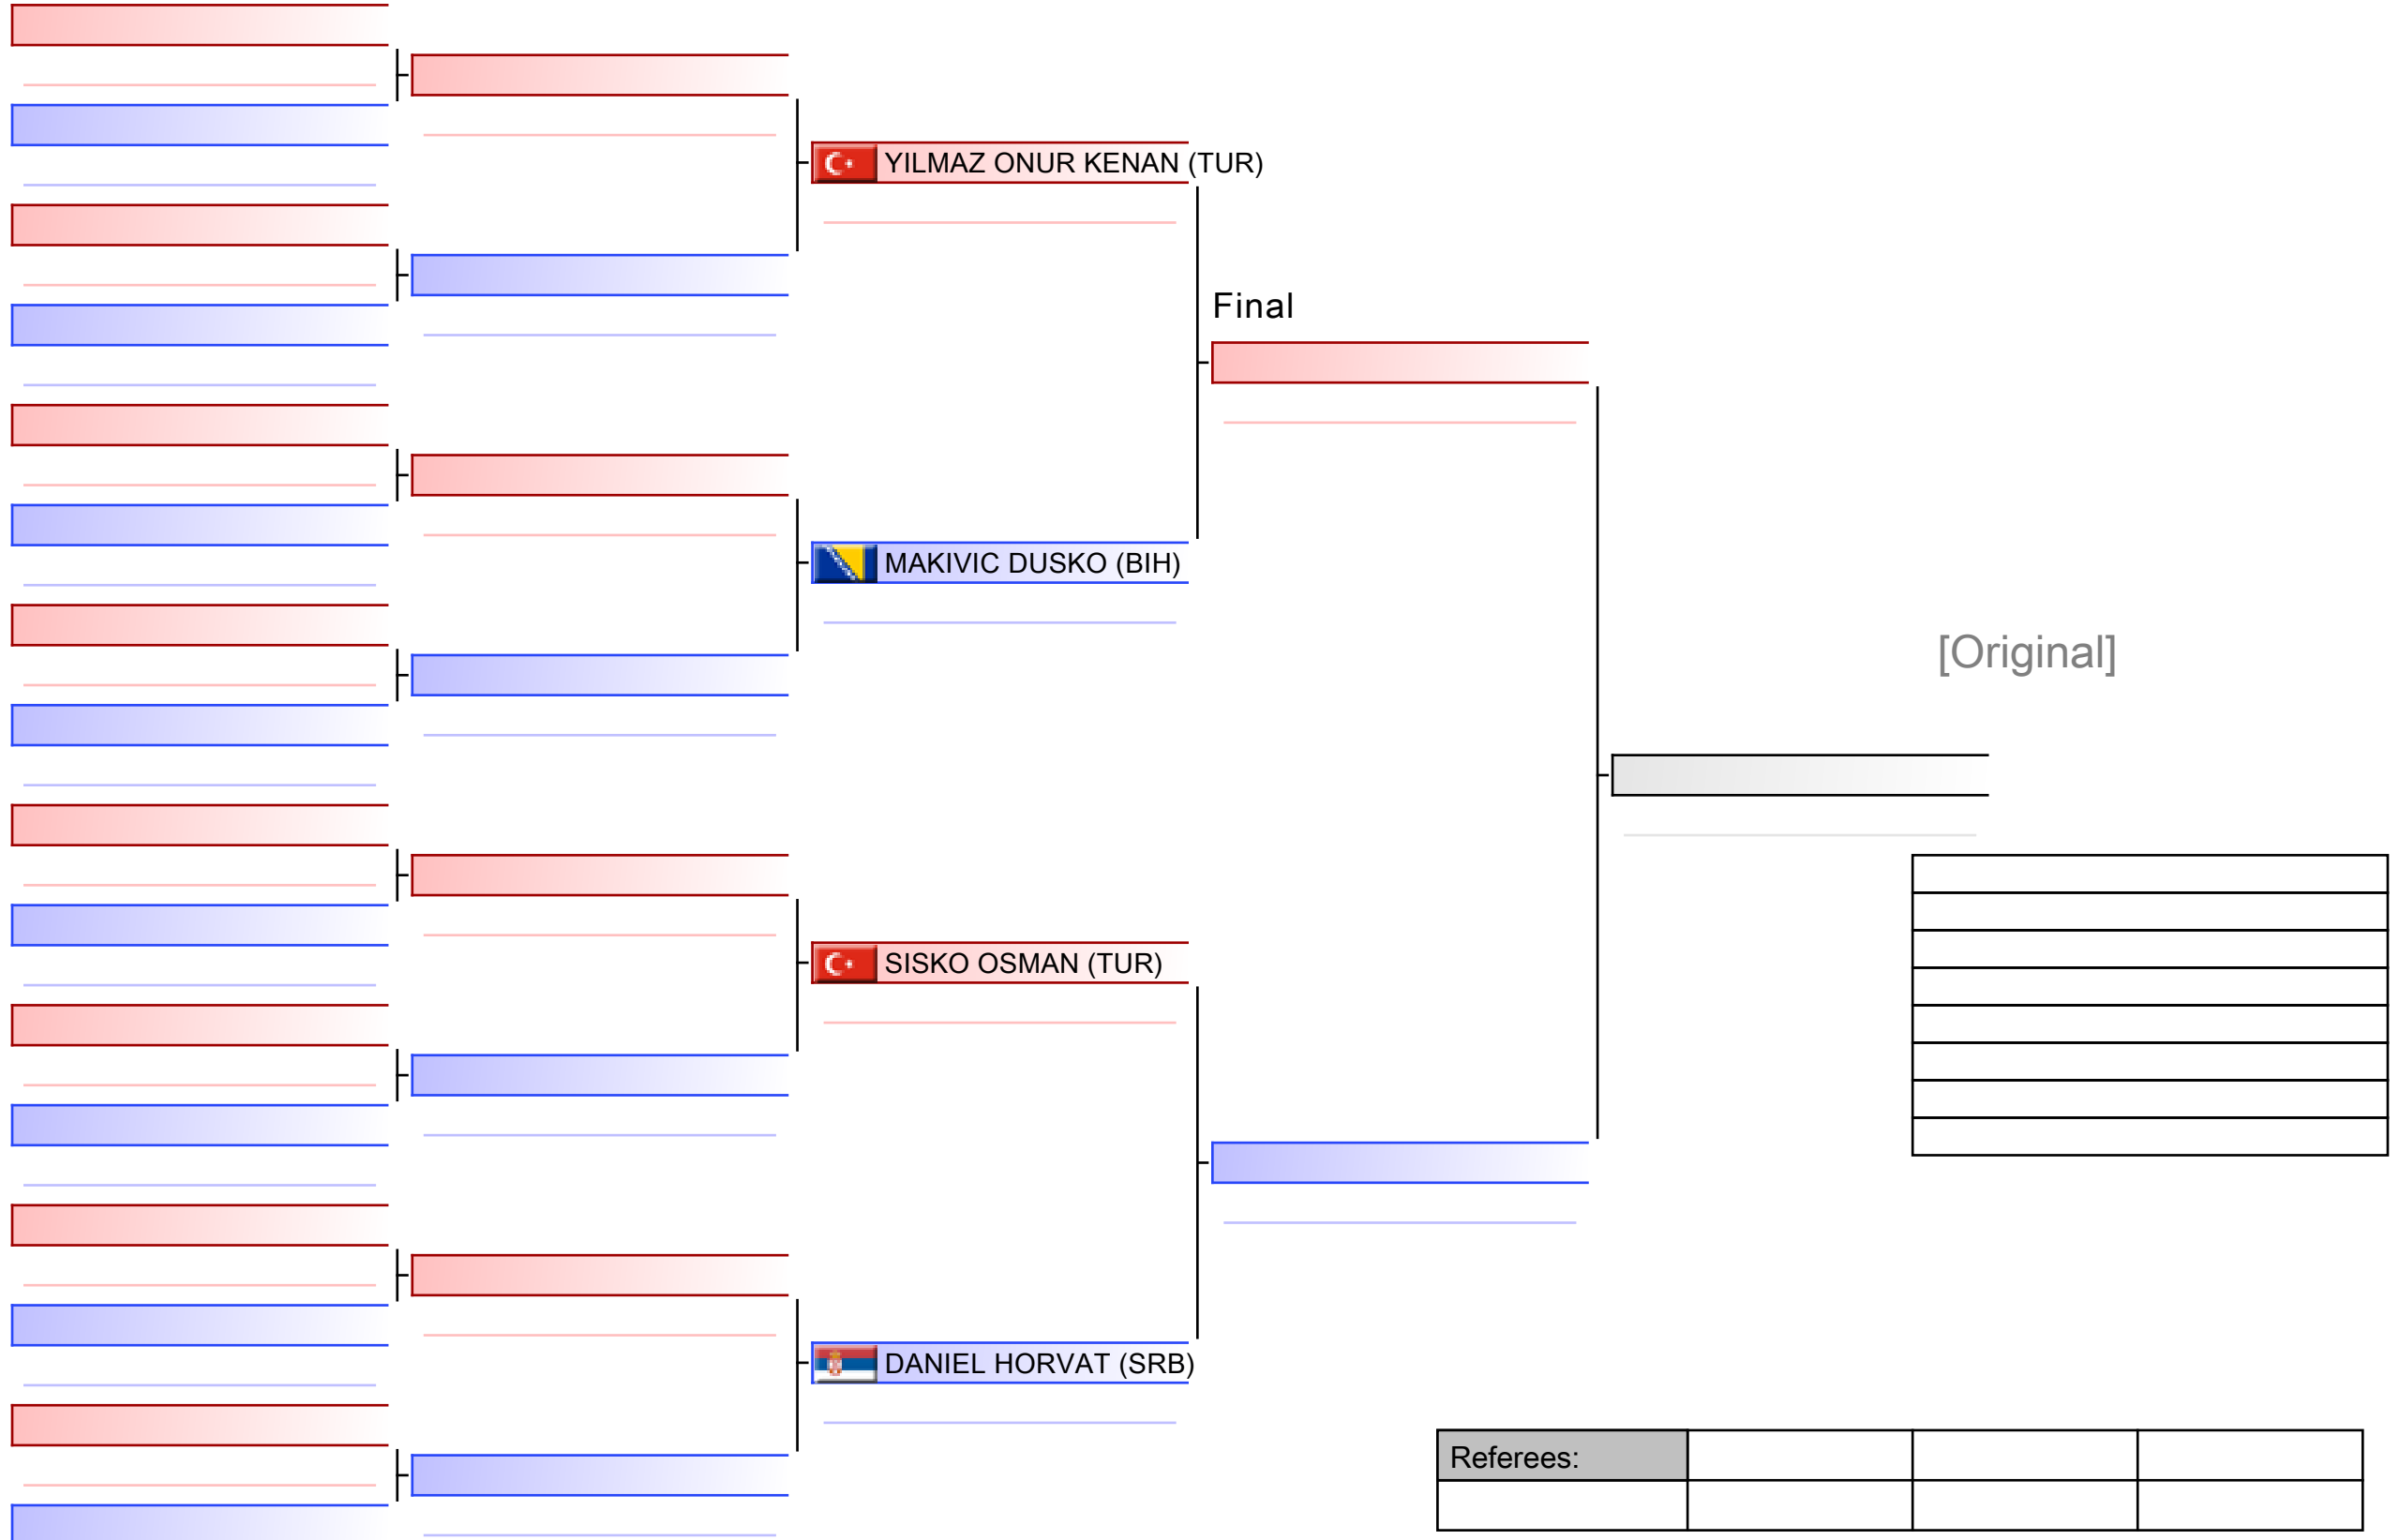 YILMAZ ONUR KENAN (TUR)
Final
MAKIVIC DUSKO (BIH)
[Original]
SISKO OSMAN (TUR)
DANIEL HORVAT (SRB)
Referees: